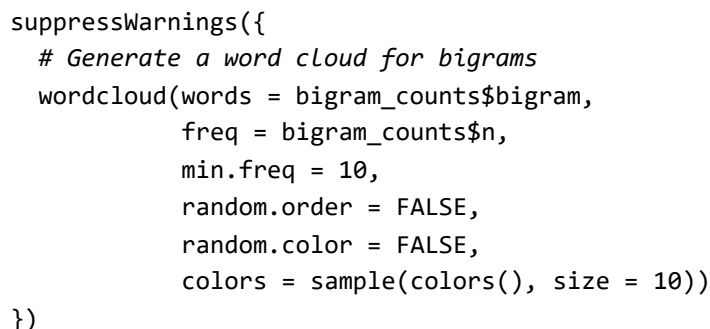 suppressWarnings({
  # Generate a word cloud for bigrams
  wordcloud(words = bigram_counts$bigram,
            freq = bigram_counts$n,
            min.freq = 10,
            random.order = FALSE,
            random.color = FALSE,
            colors = sample(colors(), size = 10))
})